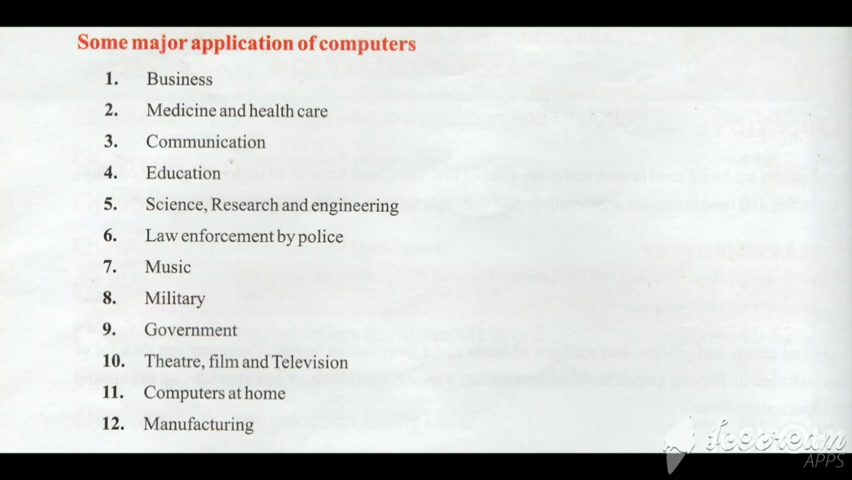 Some major application of computers
1. Business
2. Medicine and health care
3. Communication
4. Education
5. Science, Research and engineering
6. Law enforcement by police
7. Music
8. Military
9. Government
10. Theatre, film and Television
11. Computers at home
12. Manufacturing
Icecream
APPS